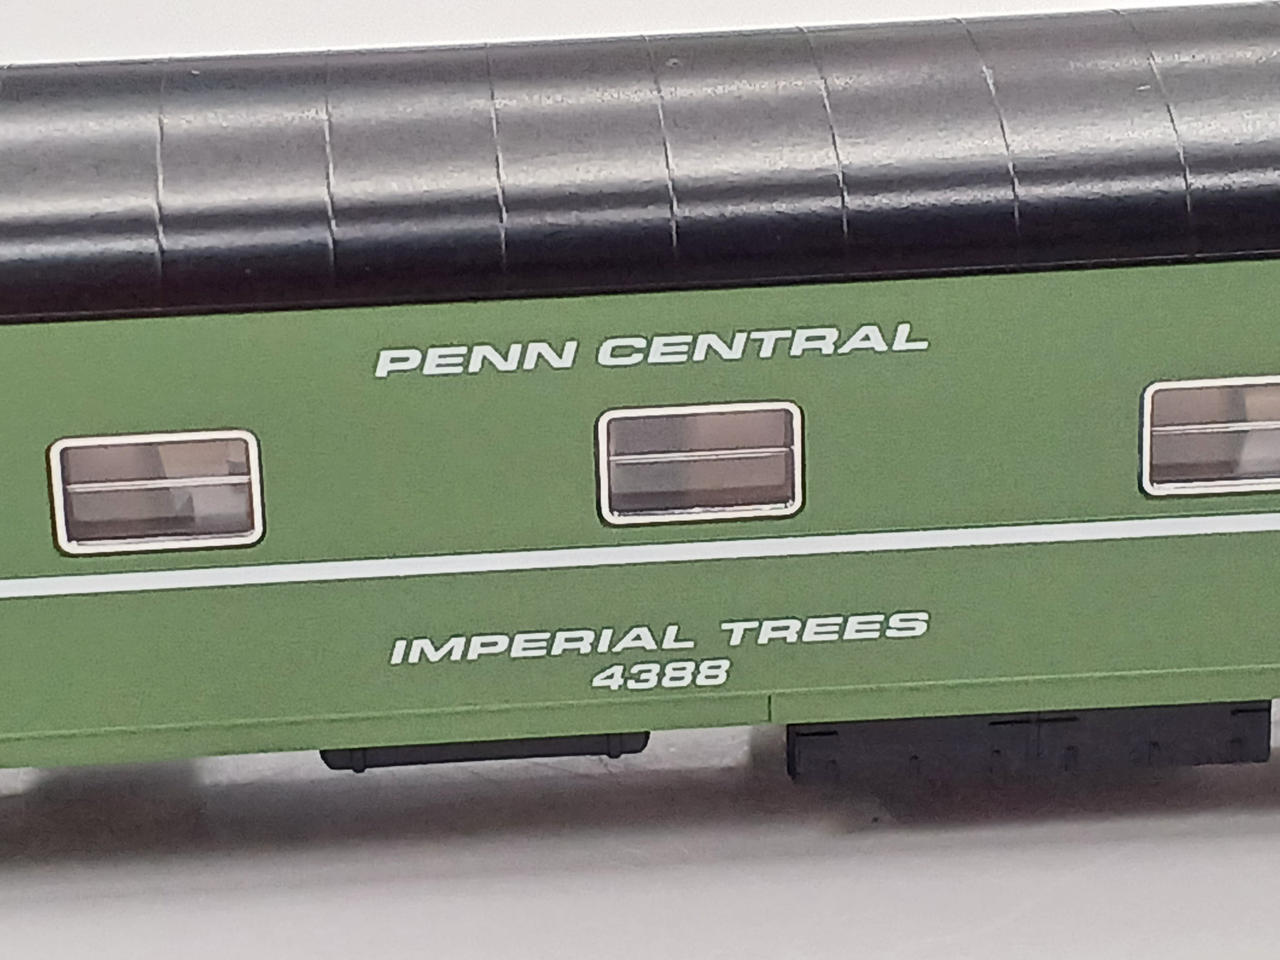 PENN CENTRAL
IMPERIAL TREES
4388